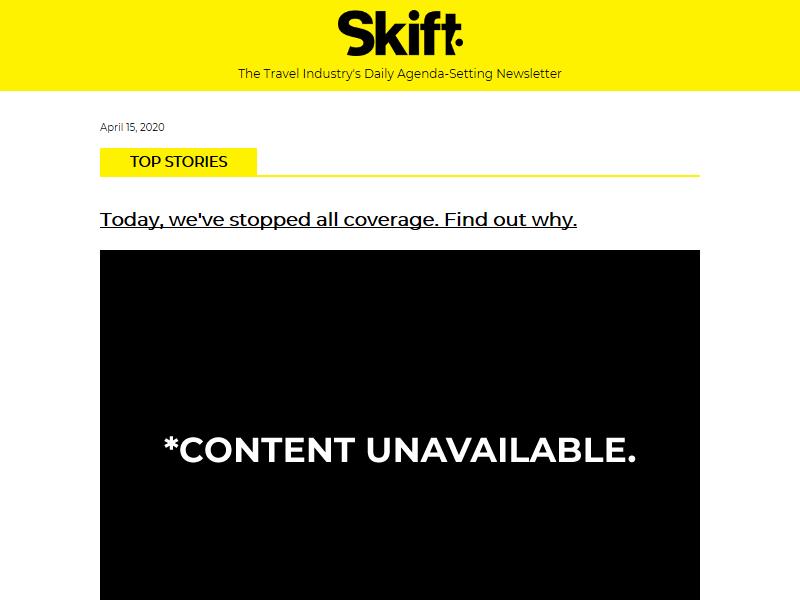 Skift
The Travel Industry's Daily Agenda-Setting Newsletter
April 15, 2020
TOP STORIES
Today, we've stopped all coverage. Find out why.
*CONTENT UNAVAILABLE.